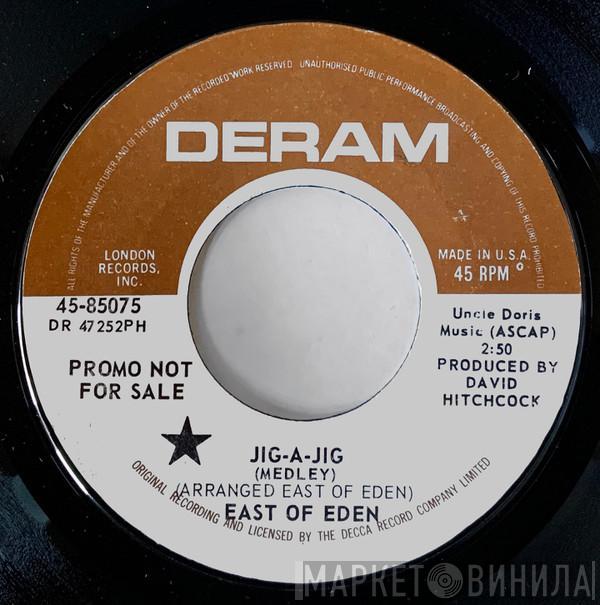 ALL RIGHTS OF THE MANUFACTURER AND OF THE OWNER OF THE RECORDED WORK RESERVED UNAUTHORISED PUBLIC PERFORMANCE BROADCASTING AND COPYING OF THIS RECORD PROHIBITED
DERAM
LONDON
RECORDS,
INC.
MADE IN U.S.A.
45 RPM
45-85075
DR 47252PH
PROMO NOT
FOR SALE
Uncle Doris
Music (ASCAP)
2:50
PRODUCED BY
DAVID
HITCHCOCK
JIG-A-JIG
(MEDLEY)
(ARRANGED EAST OF EDEN)
EAST OF EDEN
ORIGINAL RECORDING AND LICENSED BY THE DECCA RECORD COMPANY LIMITED
МАРКЕТ ВИНИЛА